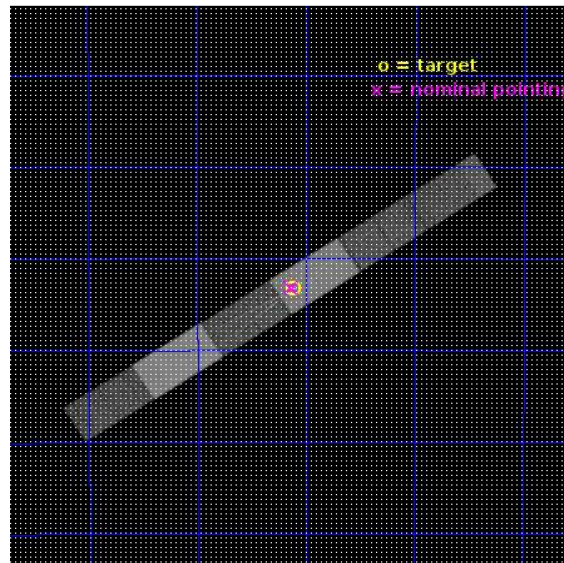 o = target
x = nominal pointin